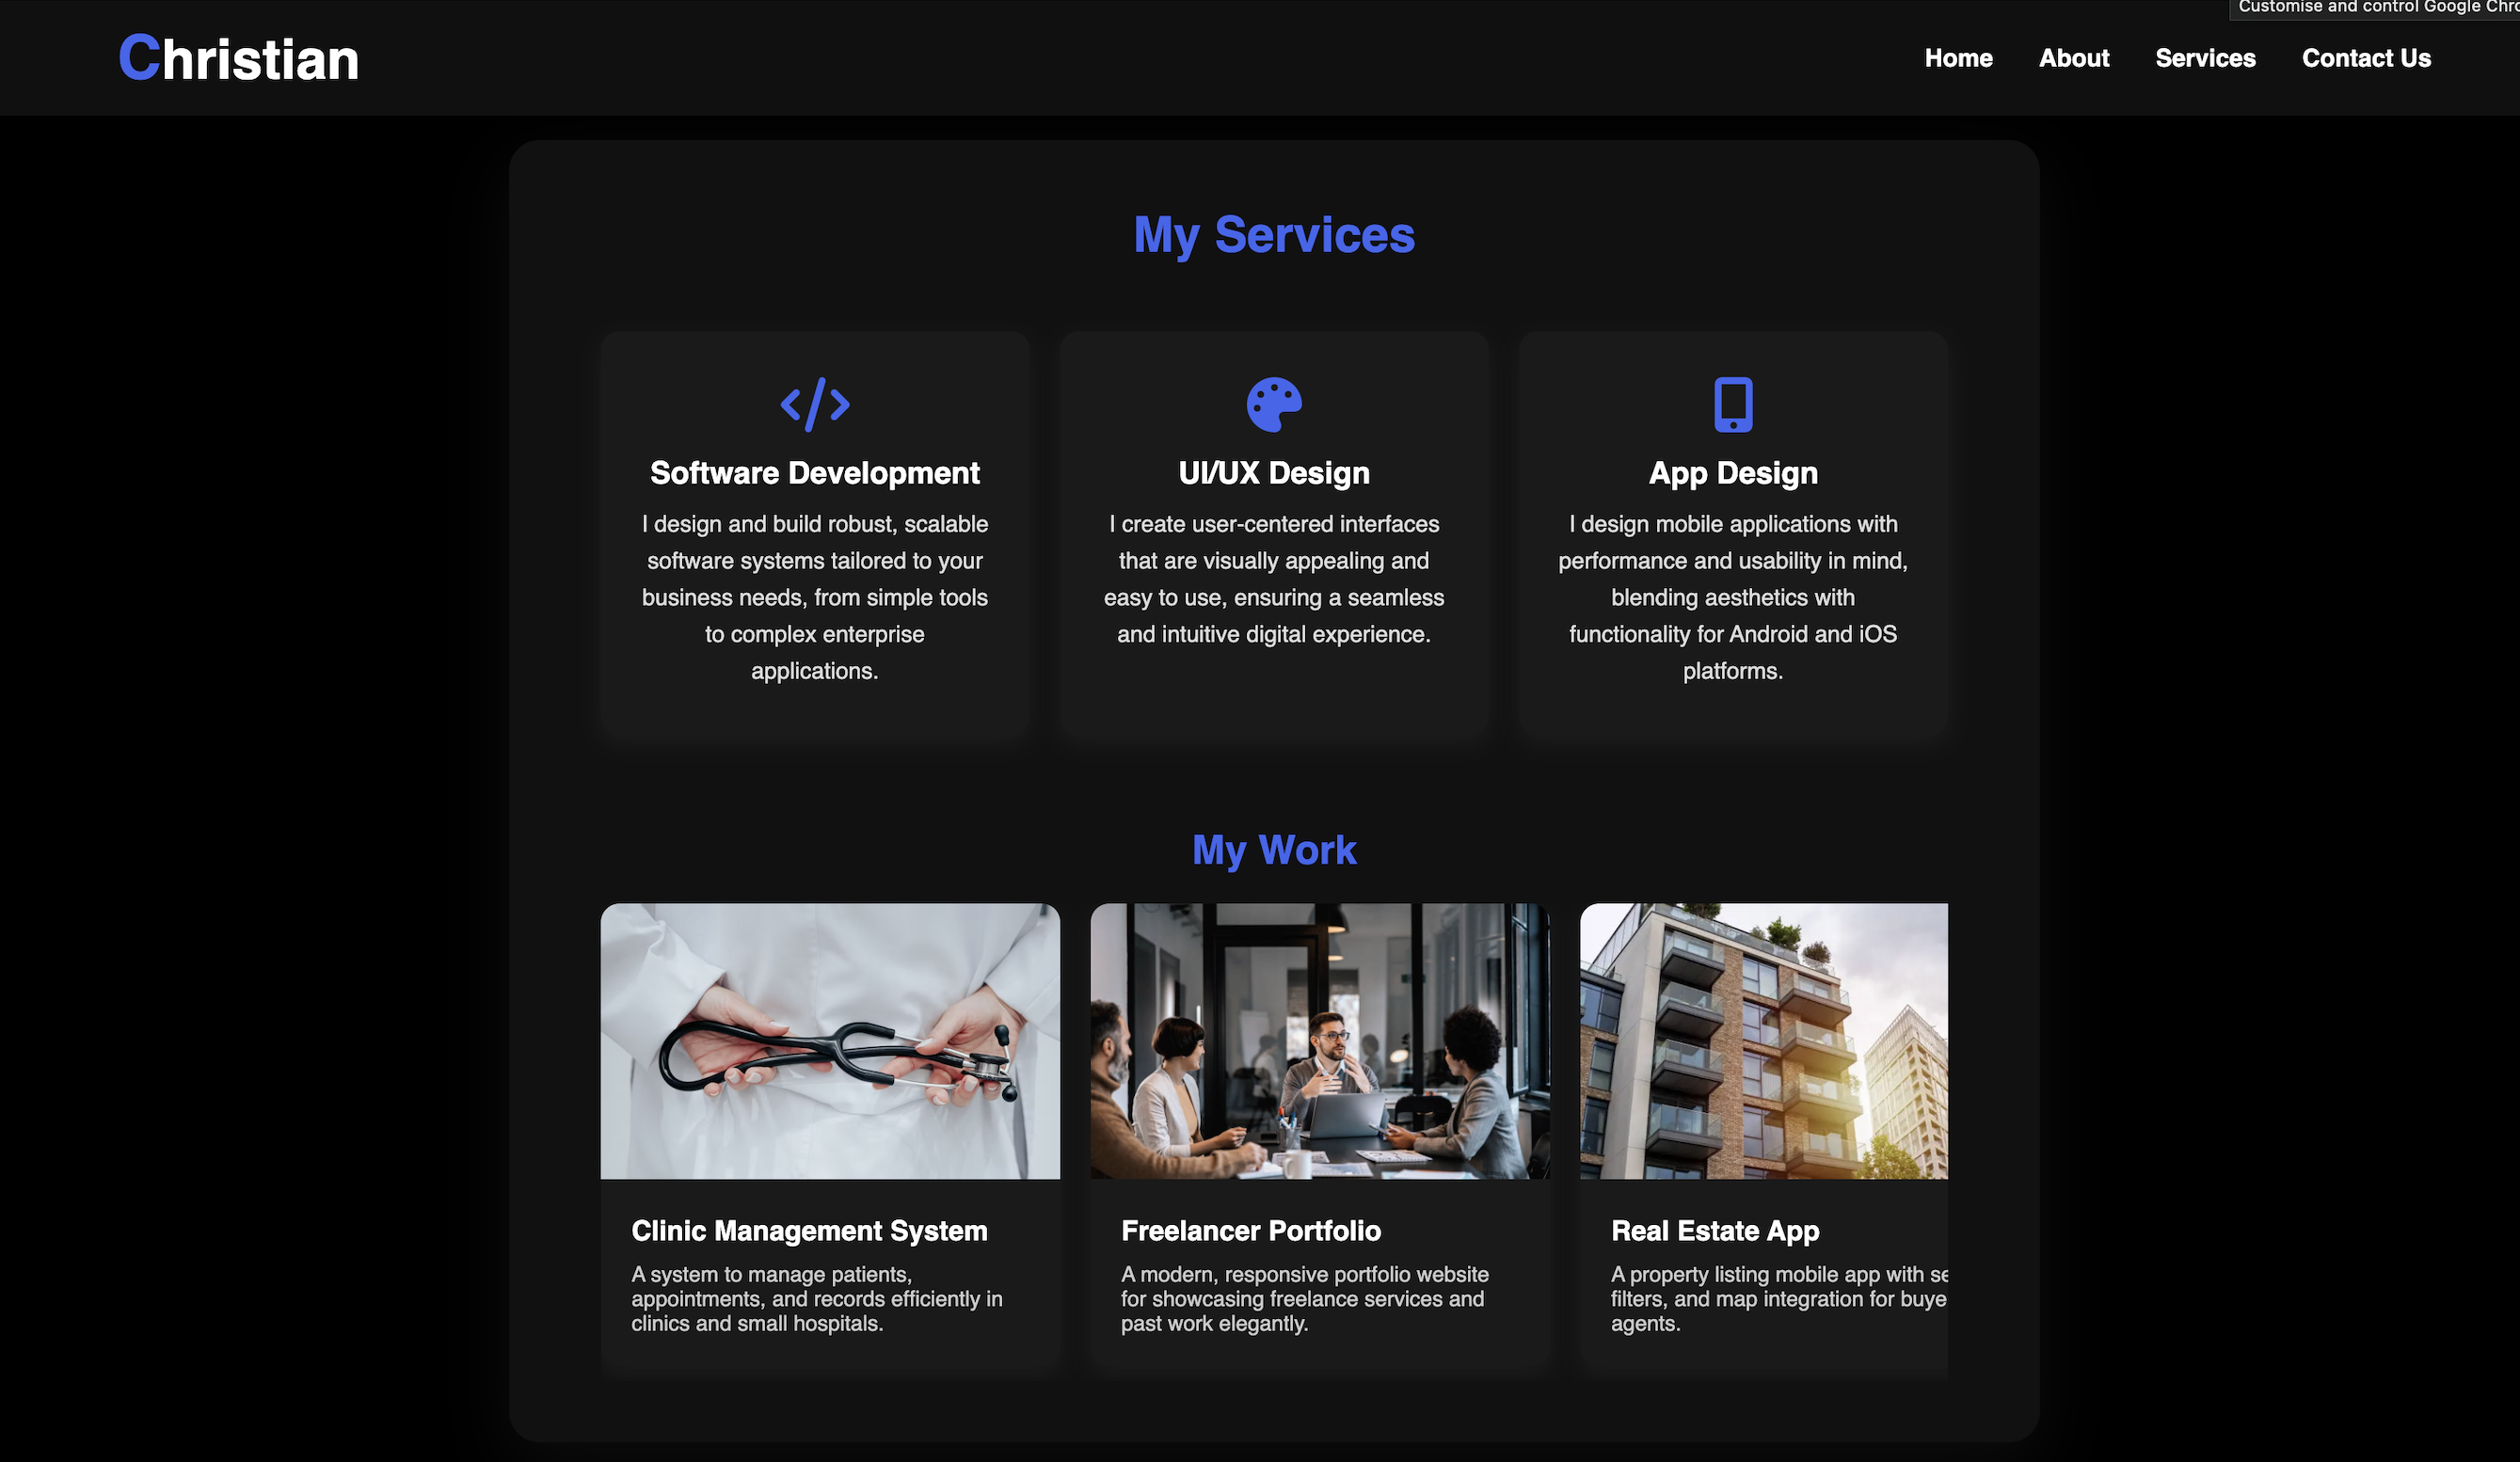 Customise and control Google Chr
Christian
Home About Services Contact Us
My Services
Software Development
I design and build robust, scalable
software systems tailored to your
business needs, from simple tools
to complex enterprise
applications.
UI/UX Design
I create user-centered interfaces
that are visually appealing and
easy to use, ensuring a seamless
and intuitive digital experience.
App Design
I design mobile applications with
performance and usability in mind,
blending aesthetics with
functionality for Android and iOS
platforms.
My Work
Clinic Management System
A system to manage patients,
appointments, and records efficiently in
clinics and small hospitals.
Freelancer Portfolio
A modern, responsive portfolio website
for showcasing freelance services and
past work elegantly.
Real Estate App
A property listing mobile app with se
filters, and map integration for buye
agents.